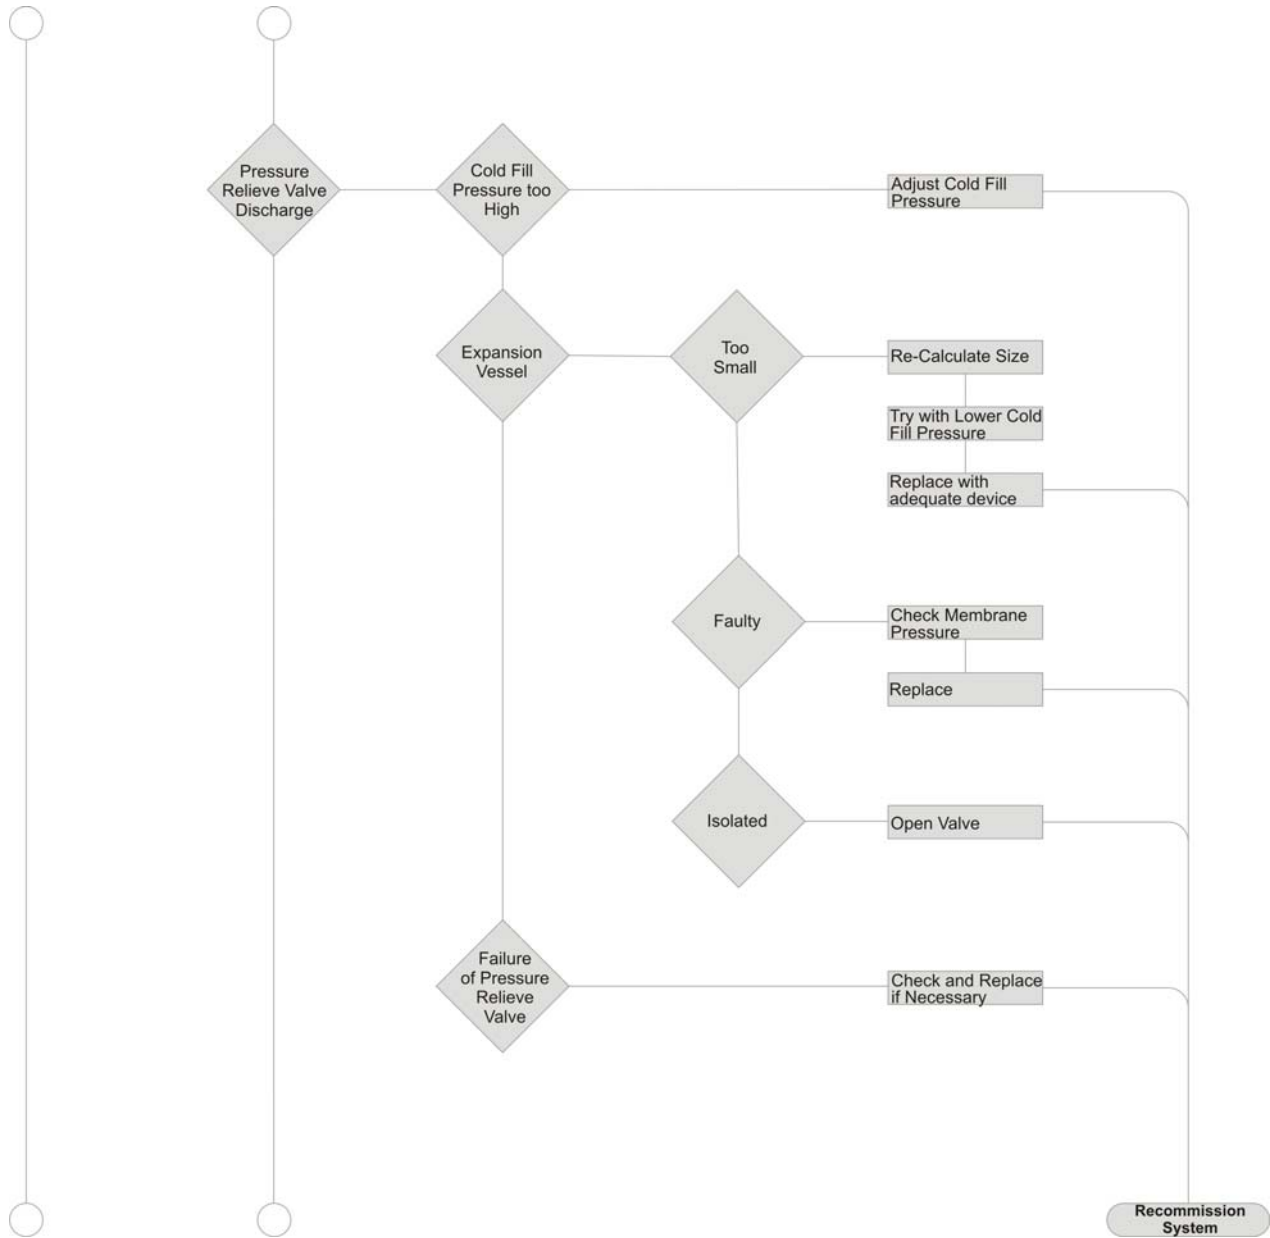 Pressure
Relieve Valve
Discharge
Cold Fill
Pressure too
High
Adjust Cold Fill
Pressure
Expansion
Vessel
Too
Small
Re-Calculate Size
Try with Lower Cold
Fill Pressure
Replace with
adequate device
Faulty
Check Membrane
Pressure
Replace
Isolated
Open Valve
Failure
of Pressure
Relieve
Valve
Check and Replace
if Necessary
Recommission
System